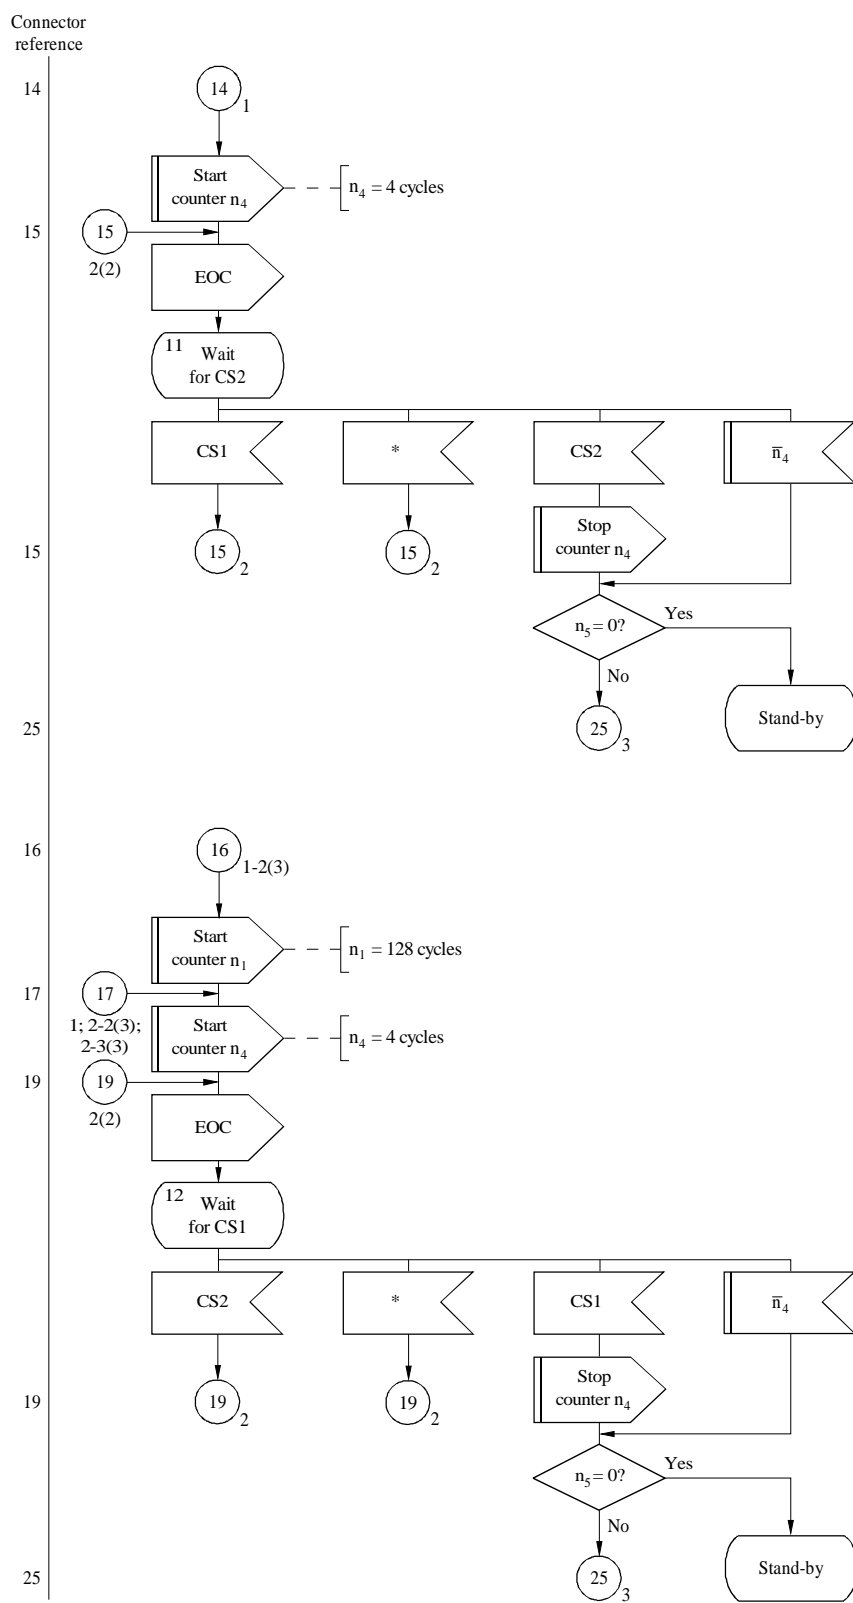 Connector
reference
14
14
1
Start
counter n4
n4 = 4 cycles
15
15
2(2)
EOC
11
Wait
for CS2
CS1
*
CS2
n̅4
Stop
counter n4
15
15
2
15
2
n5 = 0?
Yes
No
25
25
3
Stand-by
16
16
1-2(3)
Start
counter n1
n1 = 128 cycles
17
17
1; 2-2(3);
2-3(3)
Start
counter n4
n4 = 4 cycles
19
19
2(2)
EOC
12
Wait
for CS1
CS2
*
CS1
n̅4
Stop
counter n4
19
19
2
19
2
n5 = 0?
Yes
No
Stand-by
25
25
3